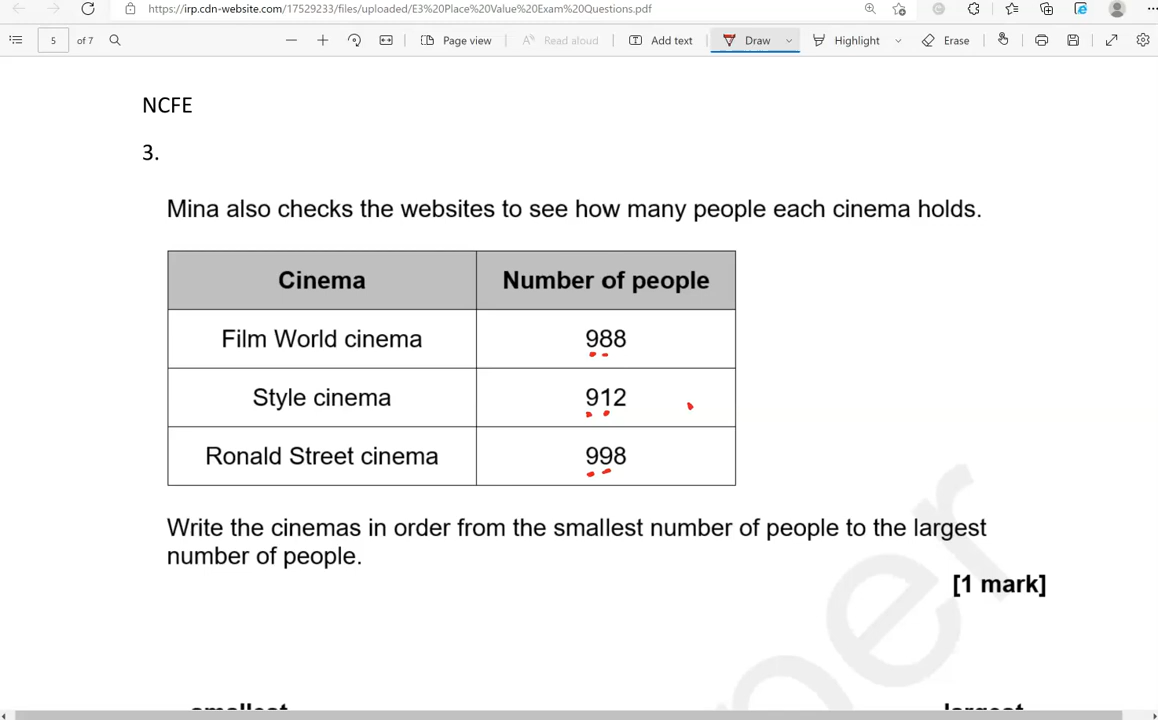 https://irp.cdn-website.com/17529233/files/uploaded/E3%20Place%20Value%20Exam%20Questions.pdf
5 of 7 Page view Read aloud Add text Draw Highlight Erase
NCFE
3.
Mina also checks the websites to see how many people each cinema holds.
Cinema Number of people
Film World cinema 988
Style cinema 912
Ronald Street cinema 998
Write the cinemas in order from the smallest number of people to the largest
number of people.
[1 mark]
smallest largest